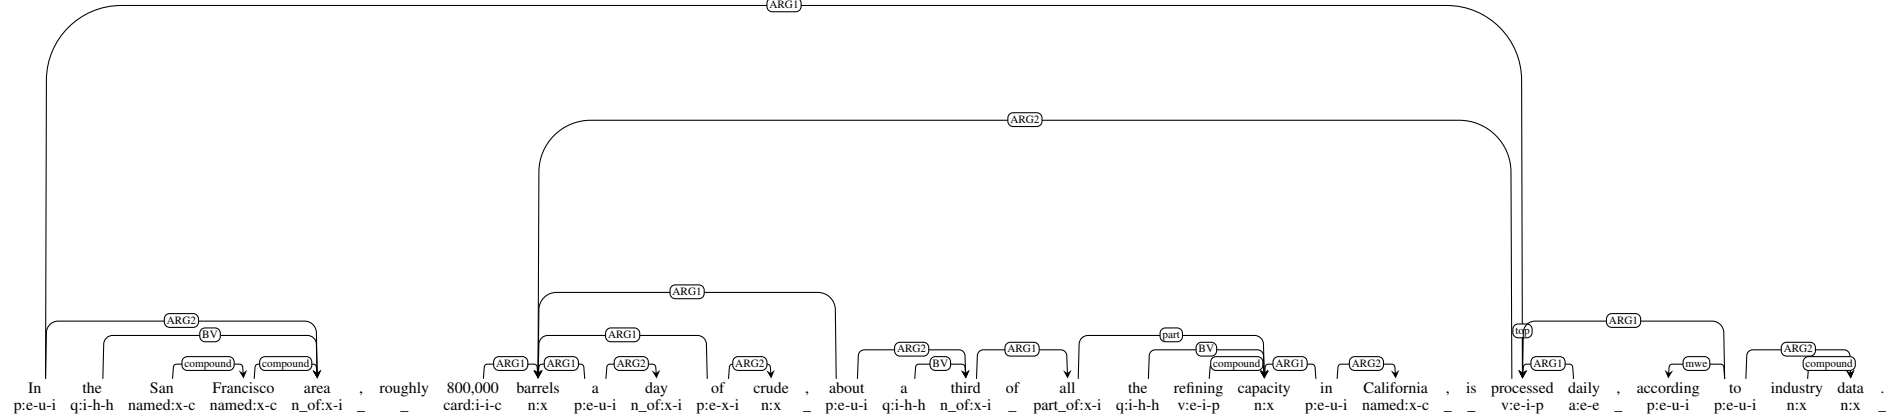 ARG1
ARG2
ARG1
ARG2 ARG1
BV ARG1 part ARG1
ARG2 BV ARG2
compound compound ARG1 ARG1 ARG2 ARG2 BV ARG1 compound ARG1 ARG2 top ARG1 mwe compound
In the San Francisco area , roughly 800,000 barrels a day of crude , about a third of all the refining capacity in California , is processed daily , according to industry data .
p:e-u-i q:i-h-h named:x-c named:x-c n_of:x-i _ _ card:i-i-c n:x p:e-u-i n_of:x-i p:e-x-i n:x _ p:e-u-i q:i-h-h n_of:x-i _ part_of:x-i q:i-h-h v:e-i-p n:x p:e-u-i named:x-c _ _ v:e-i-p a:e-e _ p:e-u-i p:e-u-i n:x n:x _